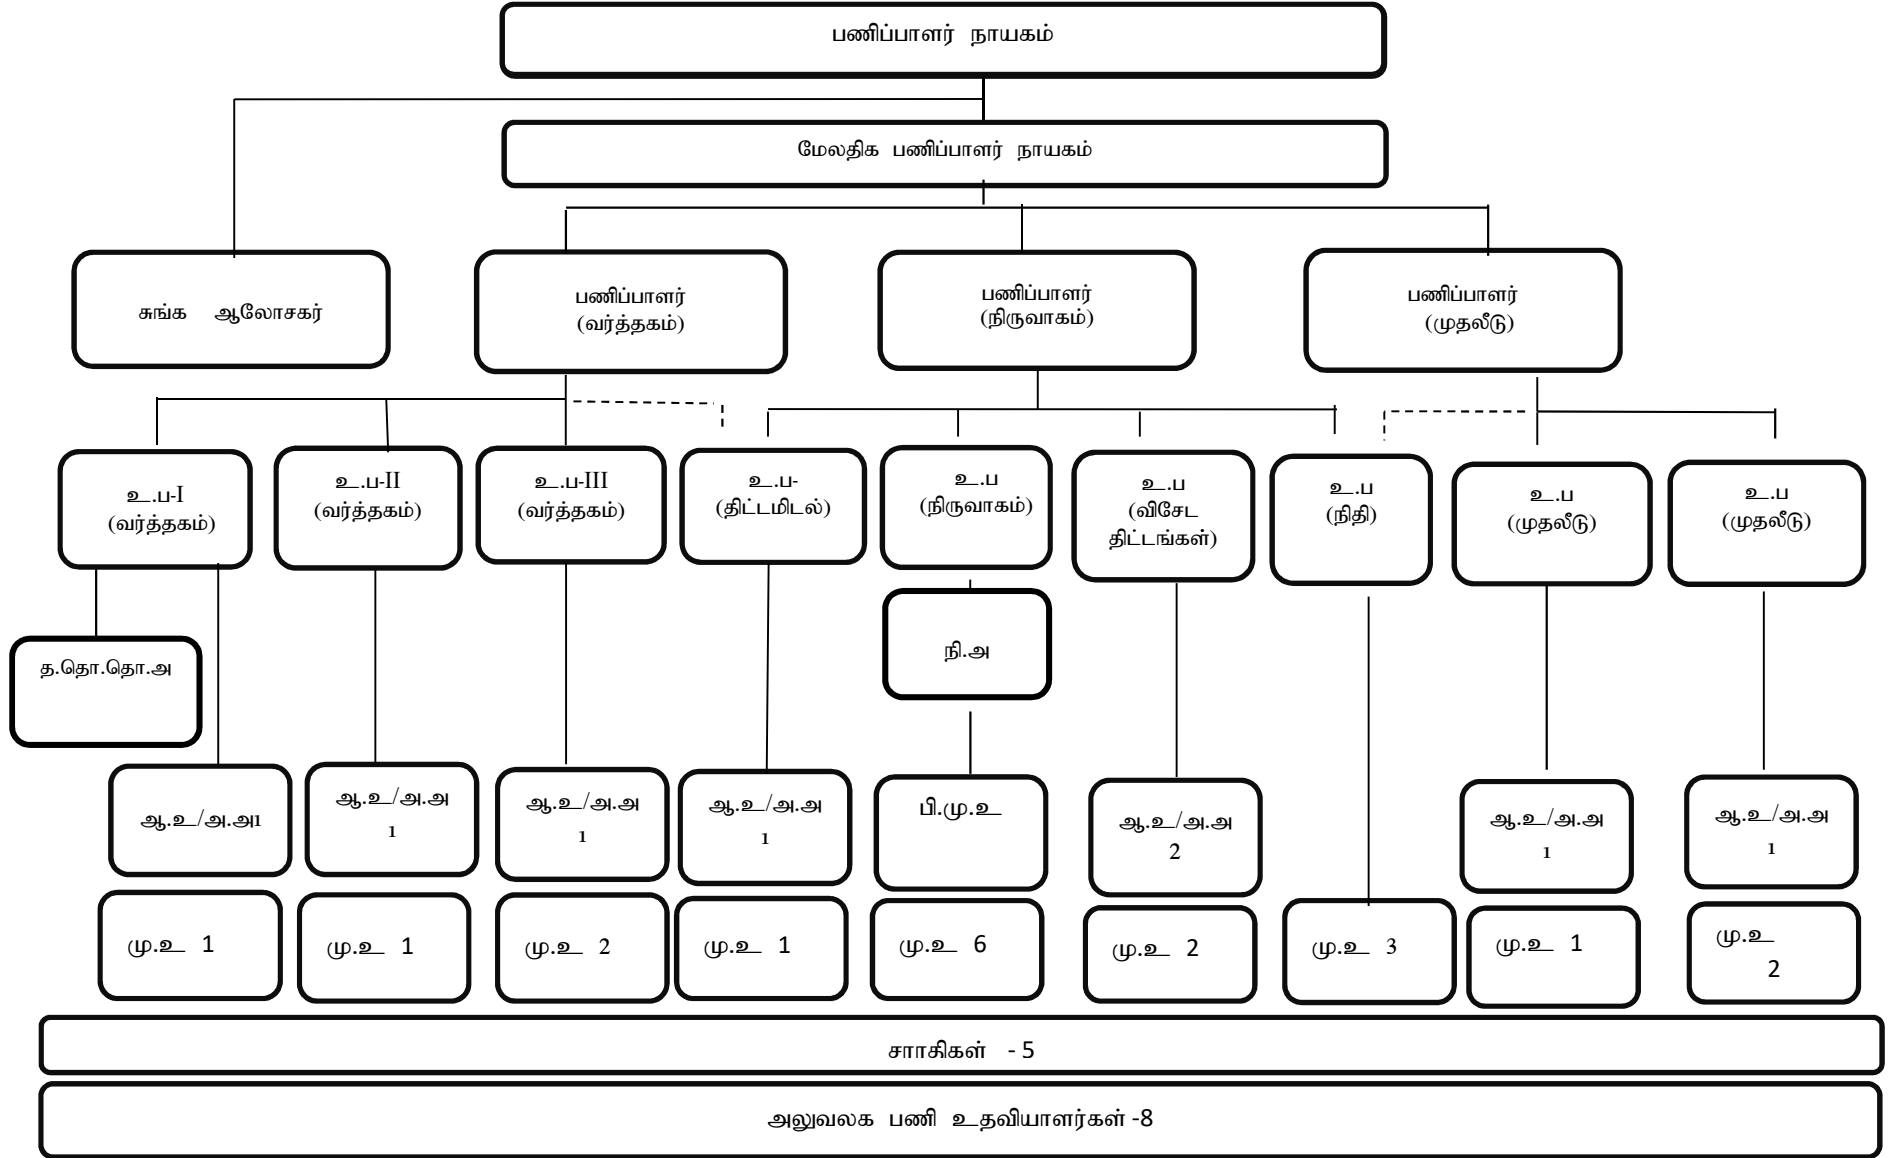 பணிப்பாளர் நாயகம்
மேலதிக பணிப்பாளர் நாயகம்
சுங்க ஆலோசகர்
பணிப்பாளர்
(வர்த்தகம்)
பணிப்பாளர்
(நிருவாகம்)
பணிப்பாளர்
(முதலீடு)
உ.ப-I
(வர்த்தகம்)
உ.ப-II
(வர்த்தகம்)
உ.ப-III
(வர்த்தகம்)
உ.ப-
(திட்டமிடல்)
உ.ப
(நிருவாகம்)
உ.ப
(விசேட
திட்டங்கள்)
உ.ப
(நிதி)
உ.ப
(முதலீடு)
உ.ப
(முதலீடு)
த.தொ.தொ.அ
நி.அ
ஆ.உ/அ.அ1
ஆ.உ/அ.அ
1
ஆ.உ/அ.அ
1
ஆ.உ/அ.அ
1
பி.மு.உ
ஆ.உ/அ.அ
2
ஆ.உ/அ.அ
1
ஆ.உ/அ.அ
1
மு.உ 1
மு.உ 1
மு.உ 2
மு.உ 1
மு.உ 6
மு.உ 2
மு.உ 3
மு.உ 1
மு.உ
2
சாாதிகள் - 5
அலுவலக பணி உதவியாளர்கள் -8